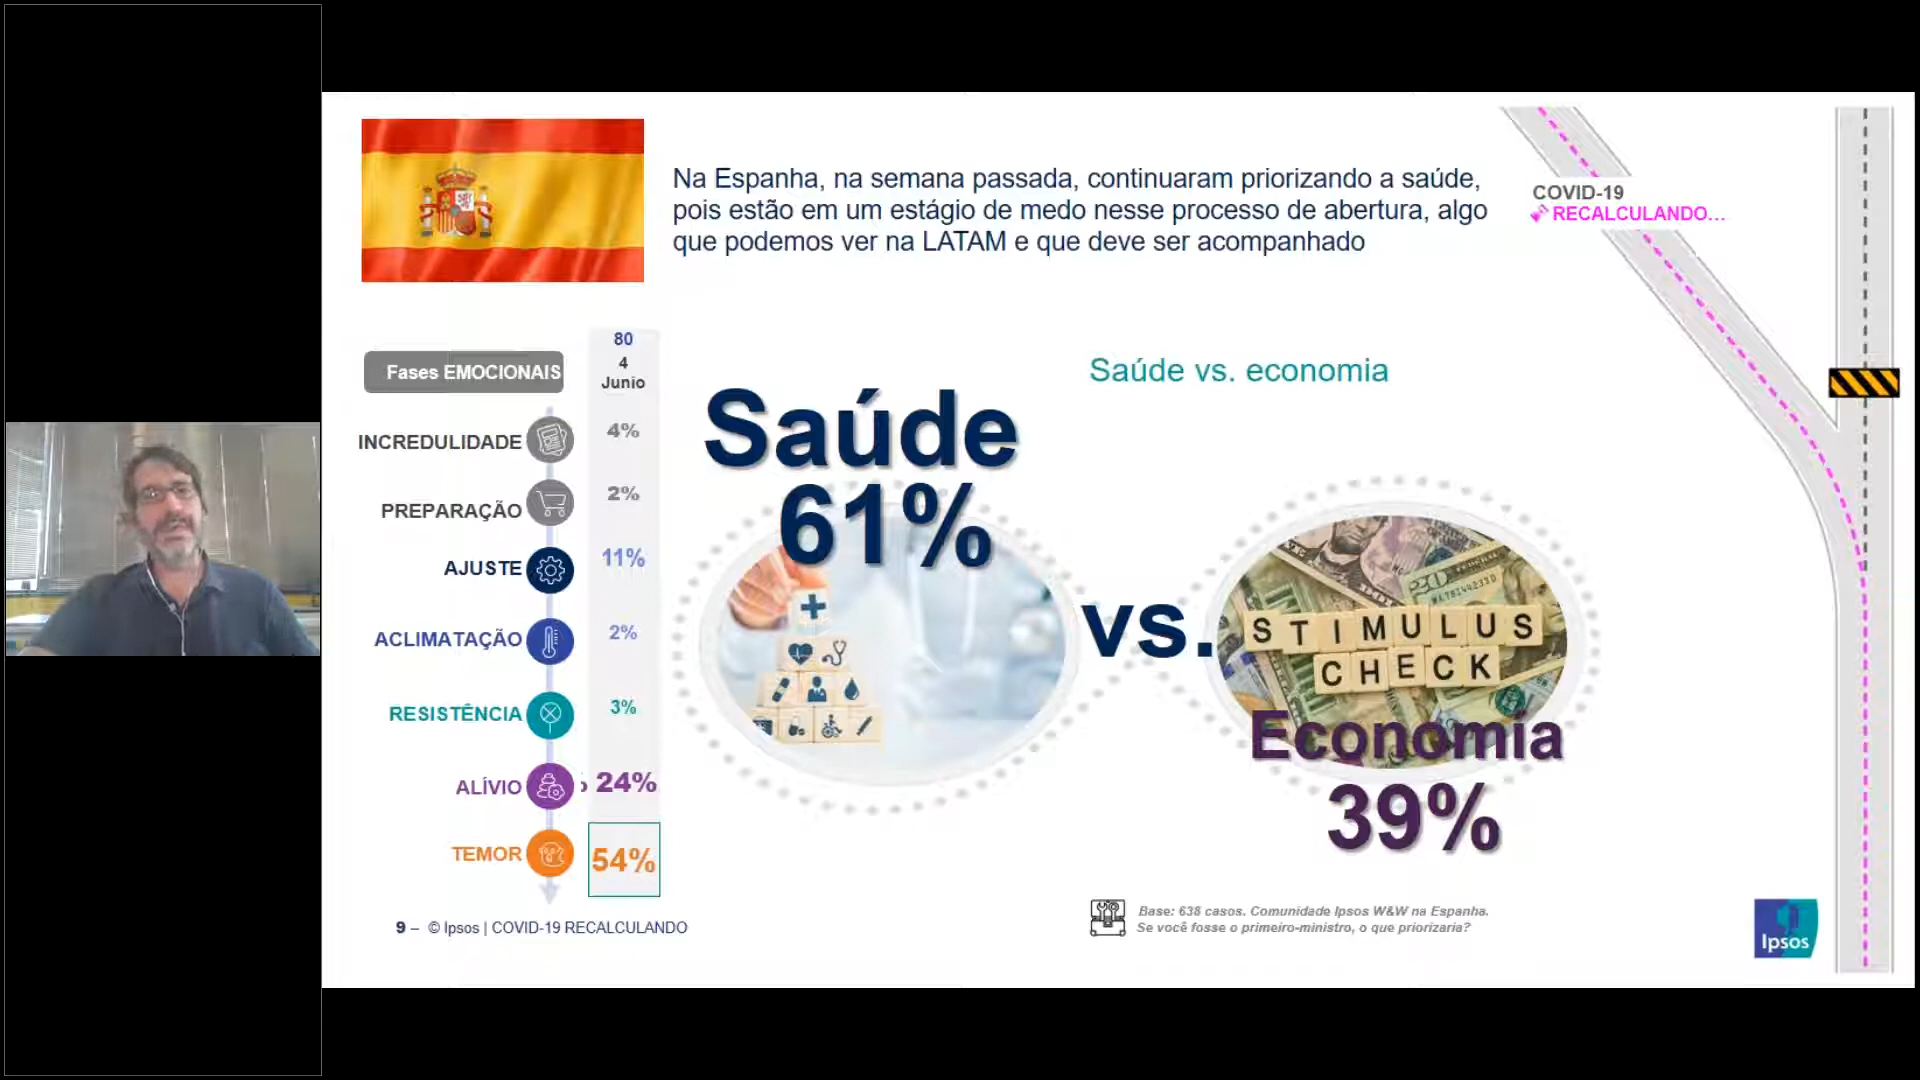 Na Espanha, na semana passada, continuaram priorizando a saúde,
pois estão em um estágio de medo nesse processo de abertura, algo
que podemos ver na LATAM e que deve ser acompanhado
COVID-19
RECALCULANDO...
80
4
Junio
Fases EMOCIONAIS
INCREDULIDADE 4%
PREPARAÇÃO 2%
AJUSTE 11%
ACLIMATAÇÃO 2%
RESISTÊNCIA 3%
ALÍVIO 24%
TEMOR 54%
Saúde vs. economia
Saúde
61%
vs.
STIMULUS
CHECK
Economía
39%
Base: 638 casos. Comunidade Ipsos W&W na Espanha.
Se você fosse o primeiro-ministro, o que priorizaria?
9 – © Ipsos | COVID-19 RECALCULANDO
Ipsos